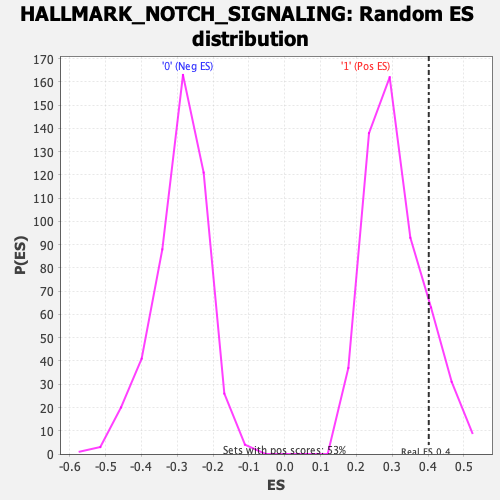 HALLMARK_NOTCH_SIGNALING: Random ES
distribution
'0' (Neg ES)
'1' (Pos ES)
P(ES)
170
160
150
140
130
120
110
100
90
80
70
60
50
40
30
20
10
0
Sets with pos scores: 53%
Real ES 0.4
-0.6 -0.5 -0.4 -0.3 -0.2 -0.1 0.0 0.1 0.2 0.3 0.4 0.5
ES